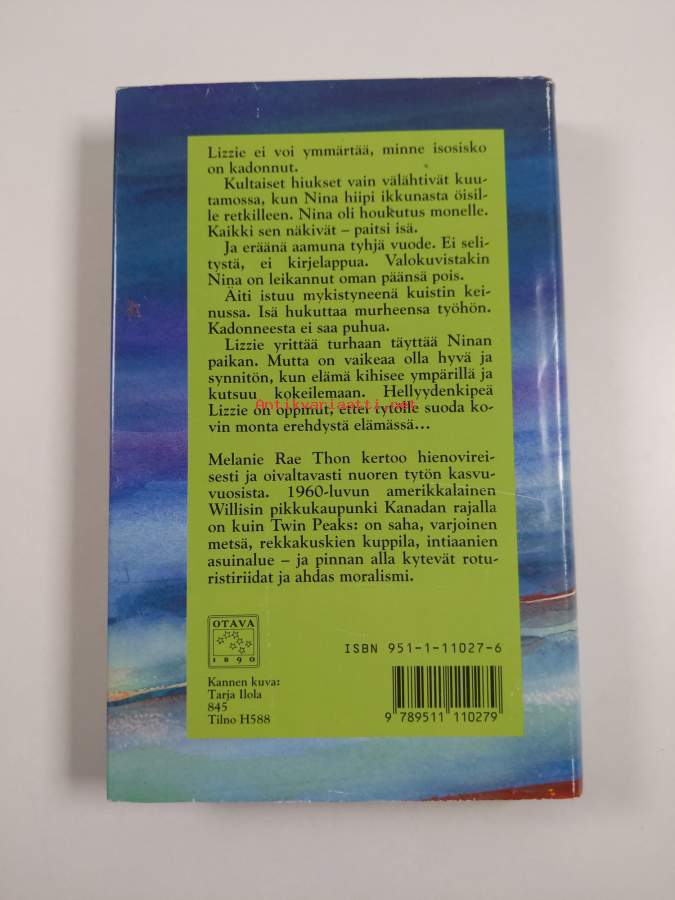 Lizzie ei voi ymmärtää, minne isosisko
on kadonnut.
Kultaiset hiukset vain välähtivät kuu-
tamossa, kun Nina hiipi ikkunasta öisil-
le retkilleen. Nina oli houkutus monelle.
Kaikki sen näkivät – paitsi isä.
Ja eräänä aamuna tyhjä vuode. Ei seli-
tystä, ei kirjelappua. Valokuvistakin
Nina on leikannut oman päänsä pois.
Äiti istuu mykistyneenä kuistin kei-
nussa. Isä hukuttaa murheensa työhön.
Kadonneesta ei saa puhua.
Lizzie yrittää turhaan täyttää Ninan
paikan. Mutta on vaikeaa olla hyvä ja
synnitön, kun elämä kihisee ympärillä ja
kutsuu kokeilemaan. Hellyydenkipeä
Antikvariaatti.net
Lizzie on oppinut, ettei tytölle suoda ko-
vin monta erehdystä elämässä...
Melanie Rae Thon kertoo hienovirei-
sesti ja oivaltavasti nuoren tytön kasvu-
vuosista. 1960-luvun amerikkalainen
Willisin pikkukaupunki Kanadan rajalla
on kuin Twin Peaks: on saha, varjoinen
metsä, rekkakuskien kuppila, intiaanien
asuinalue – ja pinnan alla kytevät rotu-
ristiriidat ja ahdas moralismi.
OTAVA
1890
Kannen kuva:
Tarja Ilola
845
Tilno H588
ISBN 951-1-11027-6
9 789511 110279